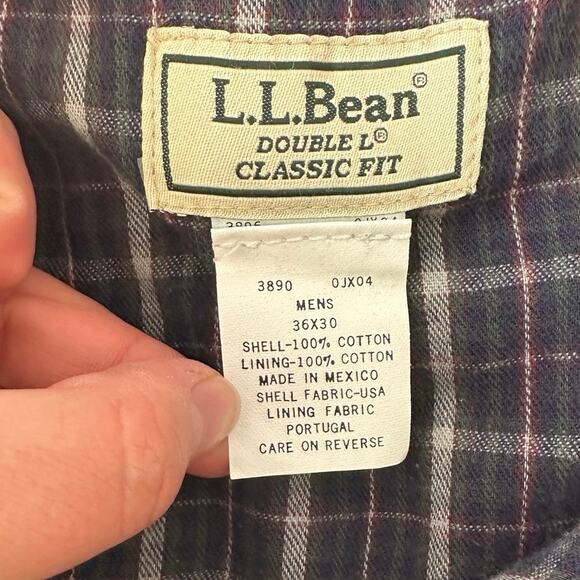 L.L.Bean®
DOUBLE L®
CLASSIC FIT
3890 0JX04
MENS
36X30
SHELL-100% COTTON
LINING-100% COTTON
MADE IN MEXICO
SHELL FABRIC-USA
LINING FABRIC
PORTUGAL
CARE ON REVERSE